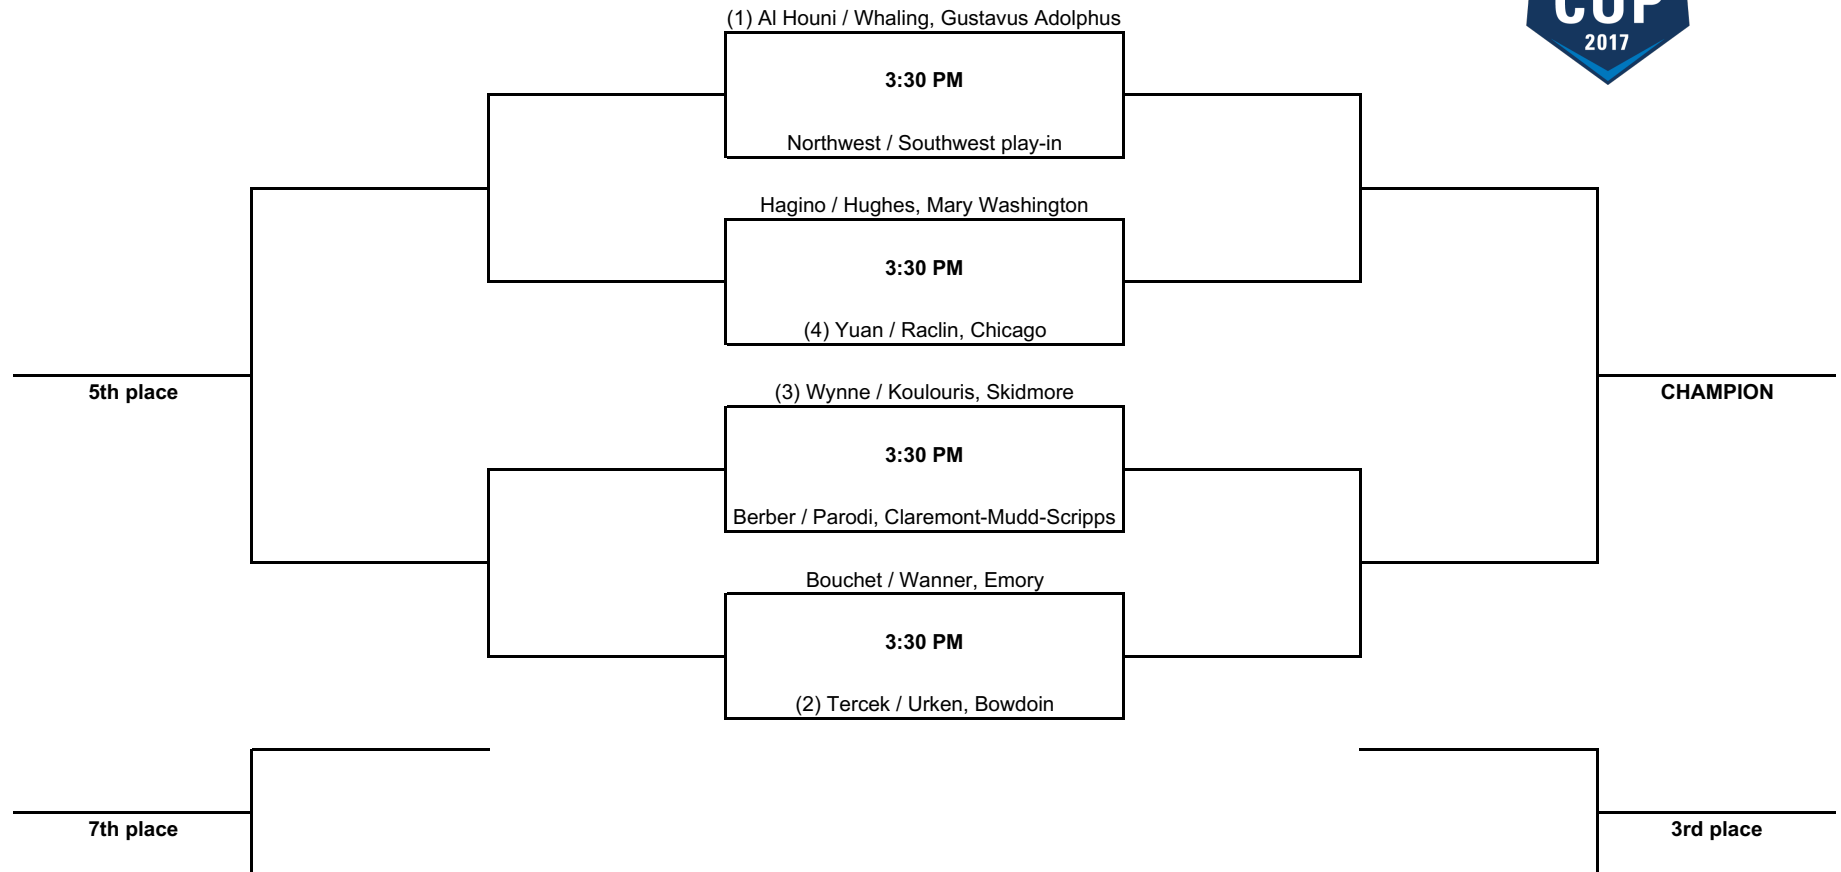 (1) Al Houni / Whaling, Gustavus Adolphus
CUP
2017
3:30 PM
Northwest / Southwest play-in
Hagino / Hughes, Mary Washington
3:30 PM
(4) Yuan / Raclin, Chicago
5th place
(3) Wynne / Koulouris, Skidmore
CHAMPION
3:30 PM
Berber / Parodi, Claremont-Mudd-Scripps
Bouchet / Wanner, Emory
3:30 PM
(2) Tercek / Urken, Bowdoin
7th place
3rd place